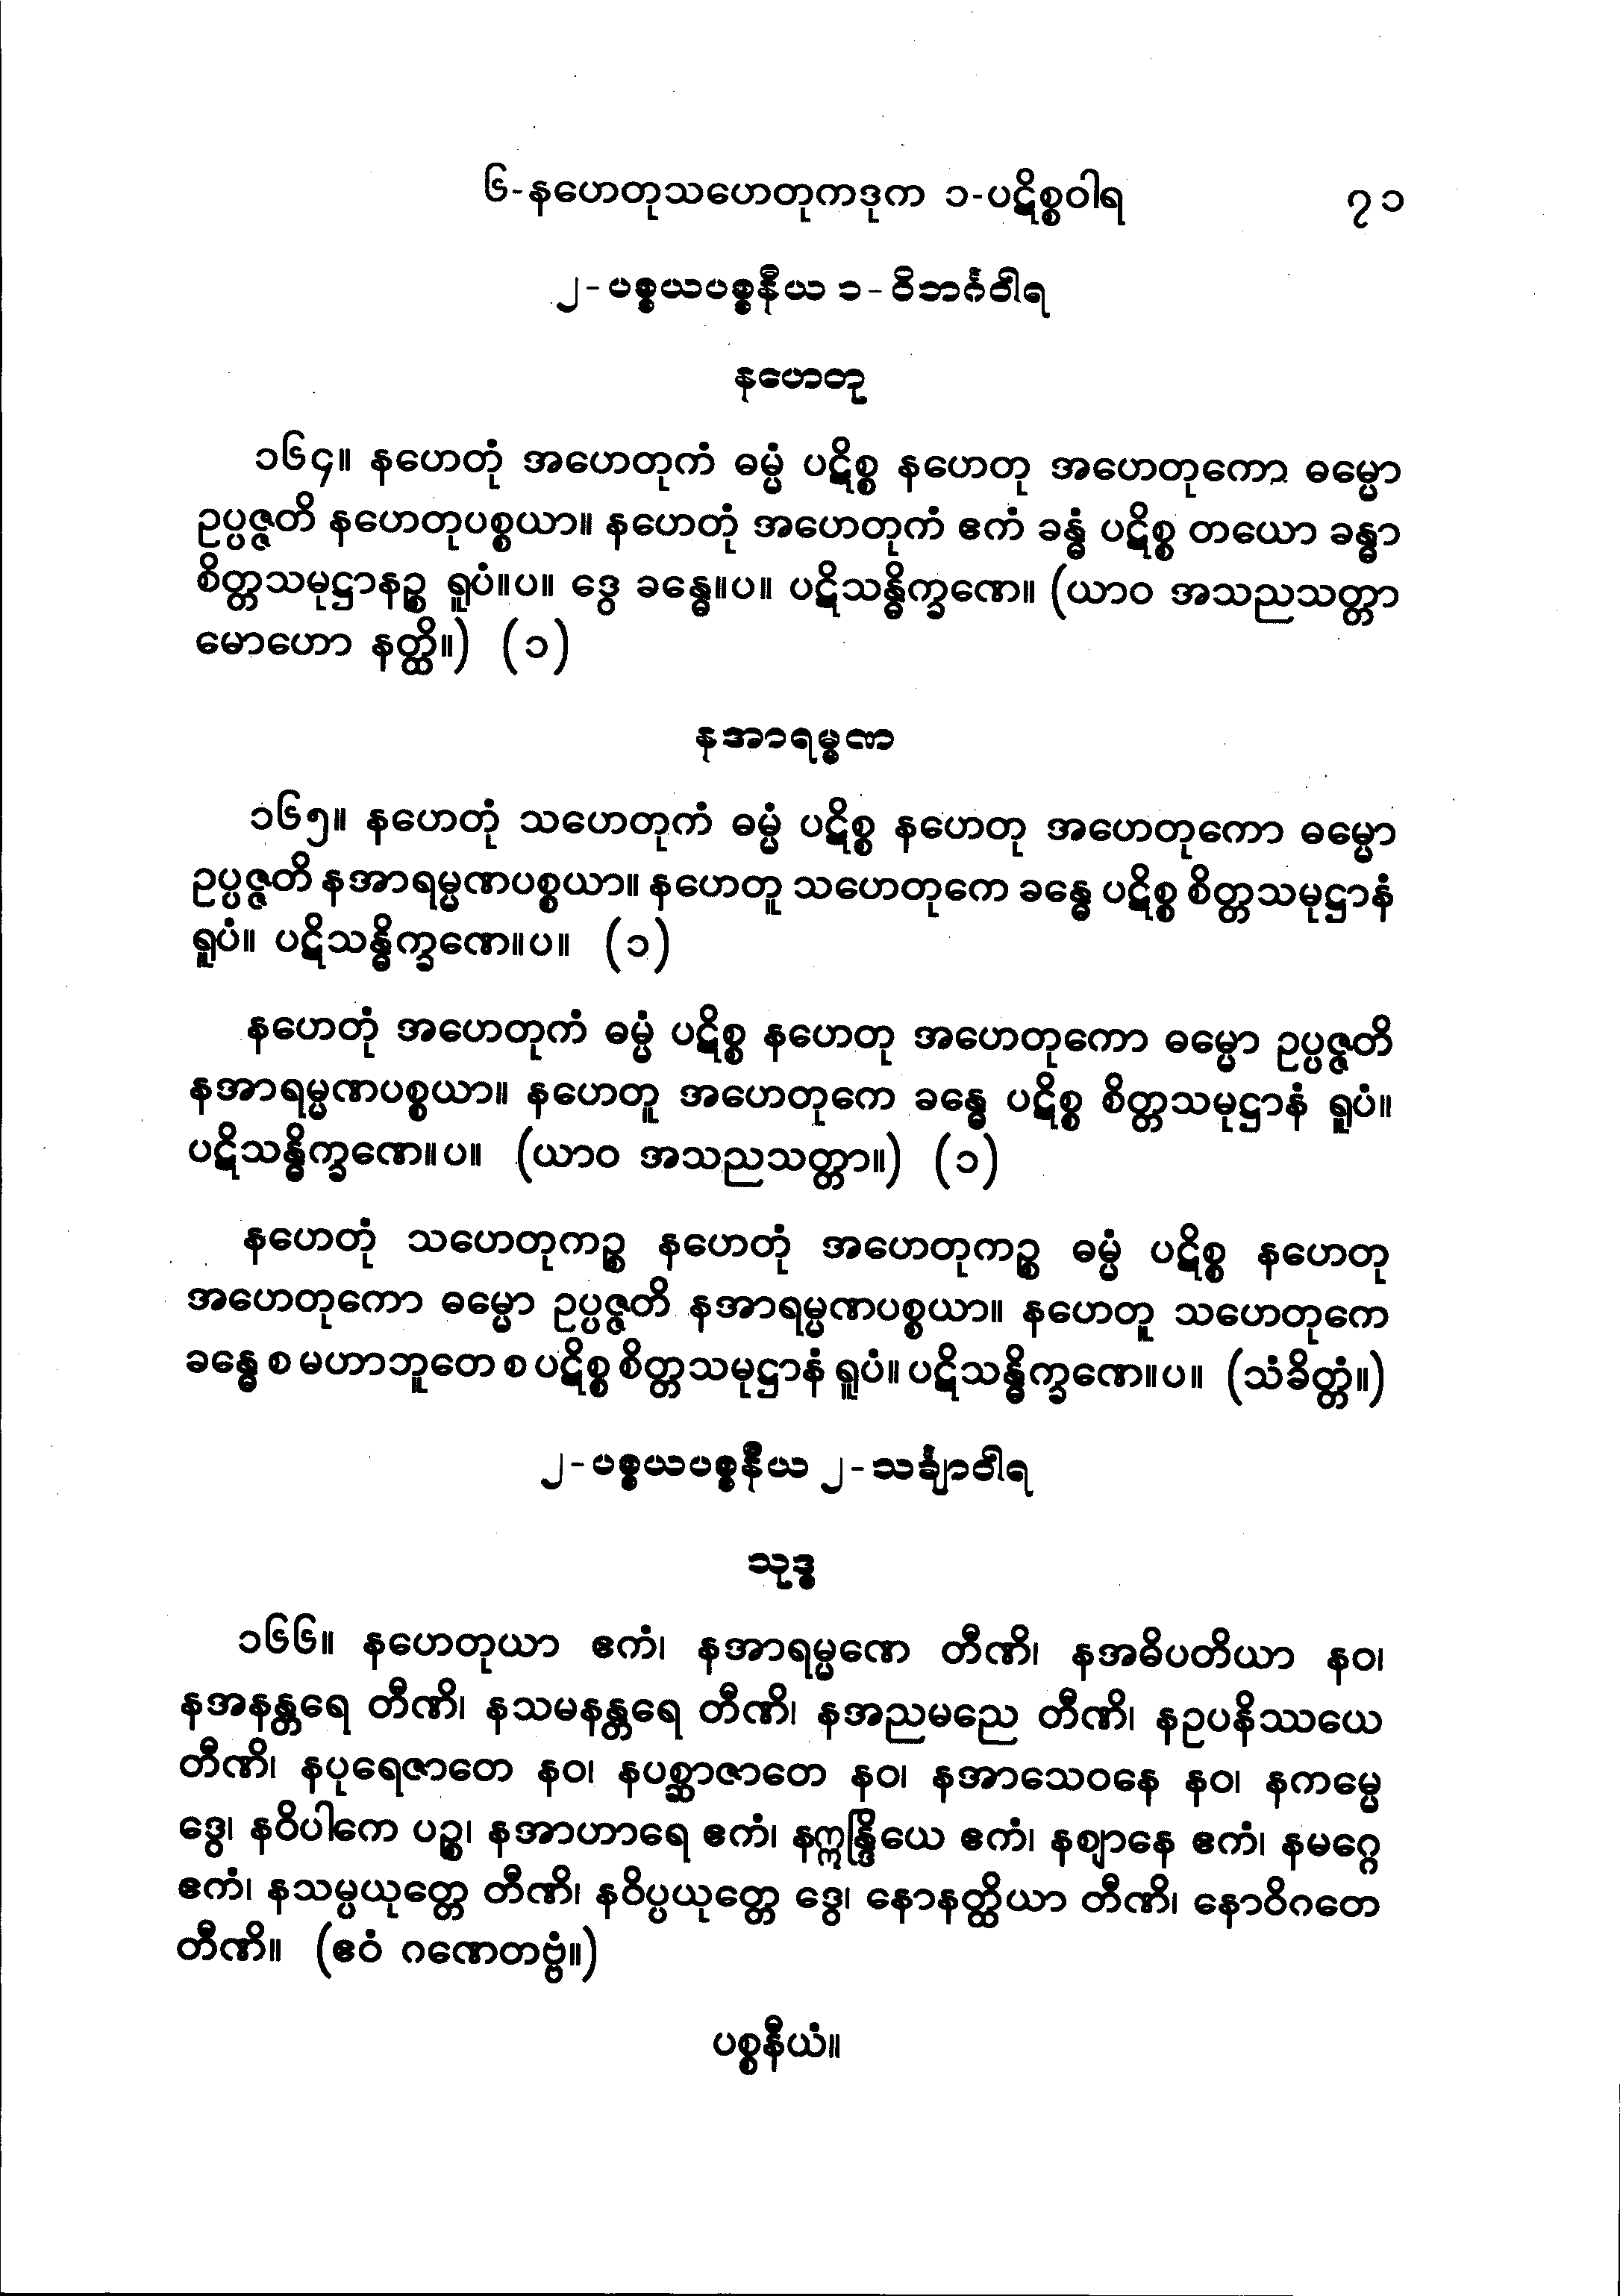 ၆-နဟေတုသဟေတုကဒုက ၁-ပဋိစ္စဝါရ ၇၁
၂-ပစ္စယပစ္စနီယ ၁-ဝိဘင်္ဂဝါရ
နဟေတု
၁၆၄။ နဟေတုံ အဟေတုကံ ဓမ္မံ ပဋိစ္စ နဟေတု အဟေတုကော ဓမ္မော
ဥပ္ပဇ္ဇတိ နဟေတုပစ္စယာ။ နဟေတုံ အဟေတုကံ ဧကံ ခန္ဓံ ပဋိစ္စ တယော ခန္ဓာ
စိတ္တသမုဋ္ဌာနဉ္စ ရူပံ။ပ။ ဒွေ ခန္ဓေ။ပ။ ပဋိသန္ဓိက္ခဏေ။ (ယာဝ အသညသတ္တာ
မောဟော နတ္ထိ။) (၁)
နအာရမ္မဏ
၁၆၅။ နဟေတုံ သဟေတုကံ ဓမ္မံ ပဋိစ္စ နဟေတု အဟေတုကော ဓမ္မော
ဥပ္ပဇ္ဇတိ နအာရမ္မဏပစ္စယာ။ နဟေတူ သဟေတုကေ ခန္ဓေ ပဋိစ္စ စိတ္တသမုဋ္ဌာနံ
ရူပံ။ ပဋိသန္ဓိက္ခဏေ။ပ။ (၁)
နဟေတုံ အဟေတုကံ ဓမ္မံ ပဋိစ္စ နဟေတု အဟေတုကော ဓမ္မော ဥပ္ပဇ္ဇတိ
နအာရမ္မဏပစ္စယာ။ နဟေတူ အဟေတုကေ ခန္ဓေ ပဋိစ္စ စိတ္တသမုဋ္ဌာနံ ရူပံ။
ပဋိသန္ဓိက္ခဏေ။ပ။ (ယာဝ အသညသတ္တာ။) (၁)
နဟေတုံ သဟေတုကဉ္စ နဟေတုံ အဟေတုကဉ္စ ဓမ္မံ ပဋိစ္စ နဟေတု
အဟေတုကော ဓမ္မော ဥပ္ပဇ္ဇတိ နအာရမ္မဏပစ္စယာ။ နဟေတူ သဟေတုကေ
ခန္ဓေ စ မဟာဘူတေ စ ပဋိစ္စ စိတ္တသမုဋ္ဌာနံ ရူပံ။ ပဋိသန္ဓိက္ခဏေ။ပ။ (သံခိတ္တံ။)
၂-ပစ္စယပစ္စနီယ ၂-သင်္ချာဝါရ
သုဒ္ဓ
၁၆၆။ နဟေတုယာ ဧကံ၊ နအာရမ္မဏေ တီဏိ၊ နအဓိပတိယာ နဝ၊
နအနန္တရေ တီဏိ၊ နသမနန္တရေ တီဏိ၊ နအညမညေ တီဏိ၊ နဥပနိဿယေ
တီဏိ၊ နပုရေဇာတေ နဝ၊ နပစ္ဆာဇာတေ နဝ၊ နအာသေဝနေ နဝ၊ နကမ္မေ
ဒွေ၊ နဝိပါကေ ပဉ္စ၊ နအာဟာရေ ဧကံ၊ နဣန္ဒြိယေ ဧကံ၊ နဈာနေ ဧကံ၊ နမဂ္ဂေ
ဧကံ၊ နသမ္ပယုတ္တေ တီဏိ၊ နဝိပ္ပယုတ္တေ ဒွေ၊ နောနတ္ထိယာ တီဏိ၊ နောဝိဂတေ
တီဏိ။ (ဧဝံ ဂဏေတဗ္ဗံ။)
ပစ္စနီယံ။